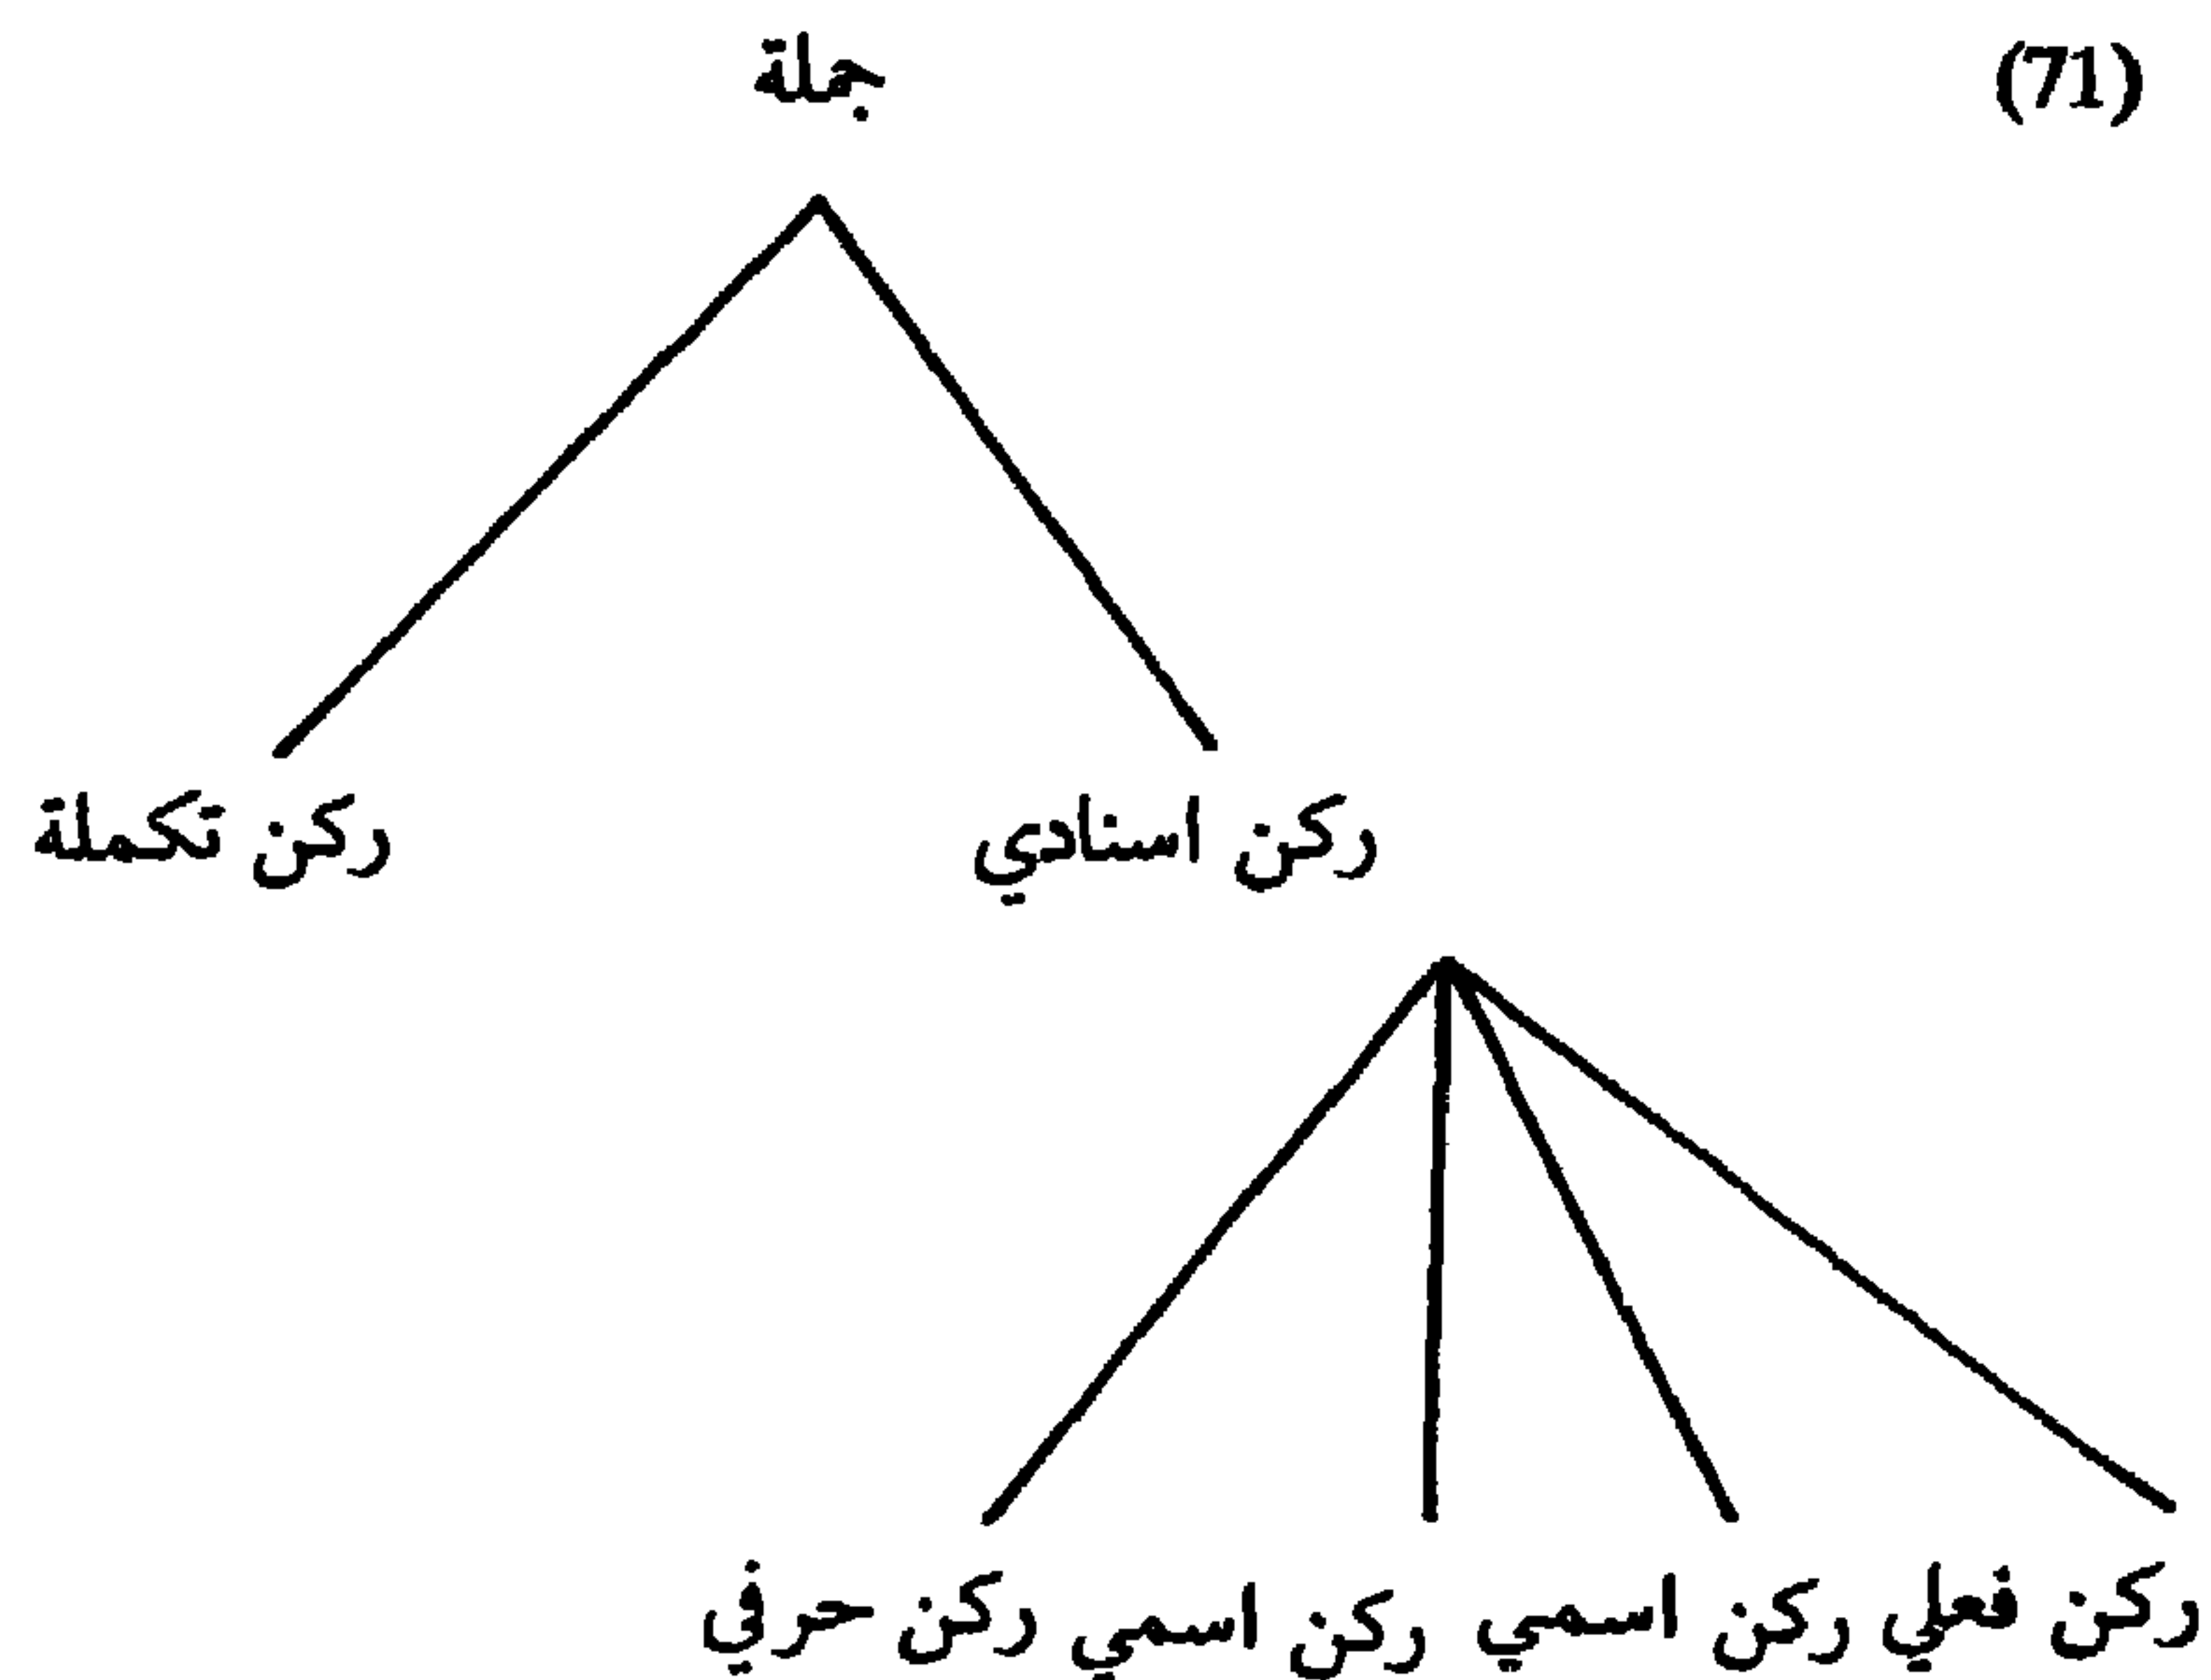 (71)
جملة
ركن اسنادي ركن تكملة
ركن فعلي ركن اسمي ركن اسمي ركن حرفي